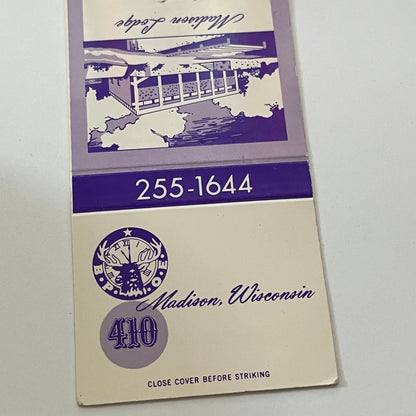 Madison Lodge
255-1644
B.P.O.E.
Madison, Wisconsin
410
CLOSE COVER BEFORE STRIKING